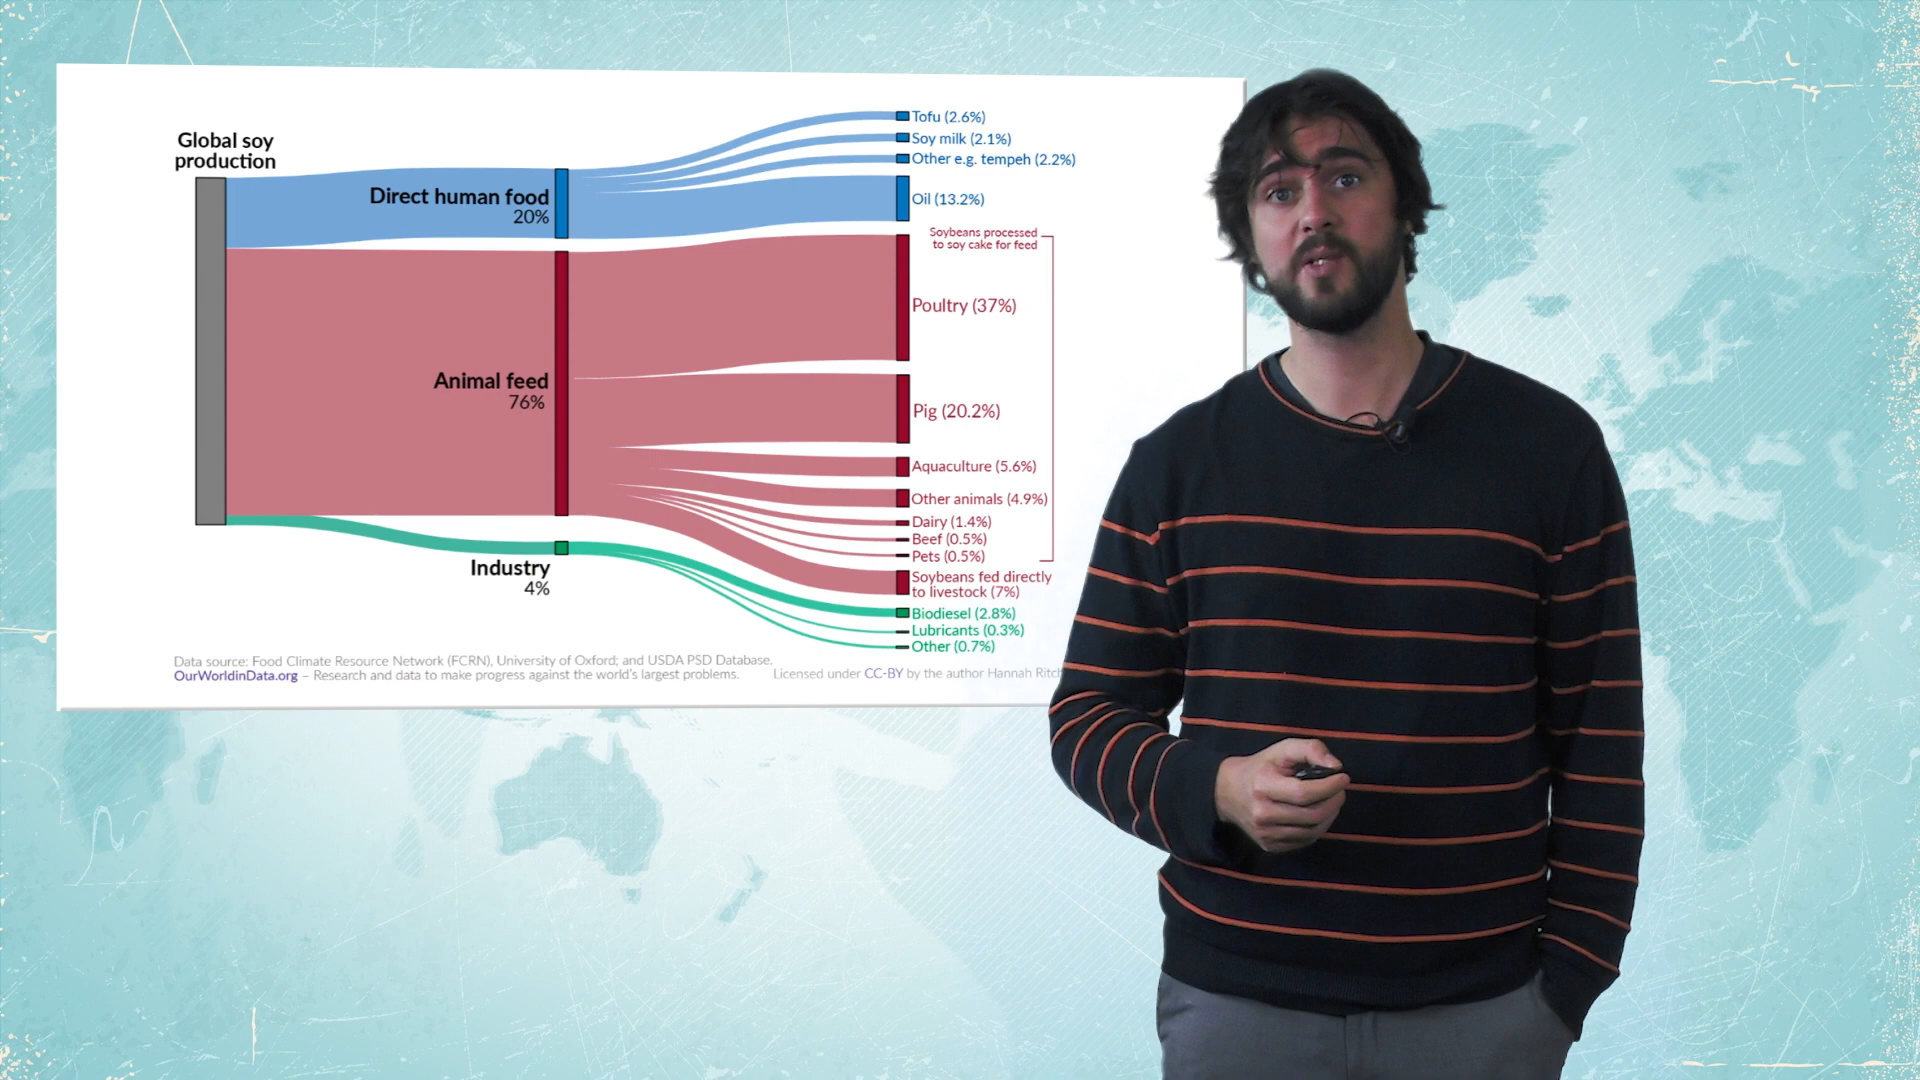 Global soy
production
Direct human food
20%
Animal feed
76%
Industry
4%
Tofu (2.6%)
Soy milk (2.1%)
Other e.g. tempeh (2.2%)
Oil (13.2%)
Soybeans processed
to soy cake for feed
Poultry (37%)
Pig (20.2%)
Aquaculture (5.6%)
Other animals (4.9%)
Dairy (1.4%)
Beef (0.5%)
Pets (0.5%)
Soybeans fed directly
to livestock (7%)
Biodiesel (2.8%)
Lubricants (0.3%)
Other (0.7%)
Data source: Food Climate Resource Network (FCRN), University of Oxford; and USDA PSD Database.
OurWorldinData.org – Research and data to make progress against the world's largest problems.
Licensed under CC-BY by the author Hannah